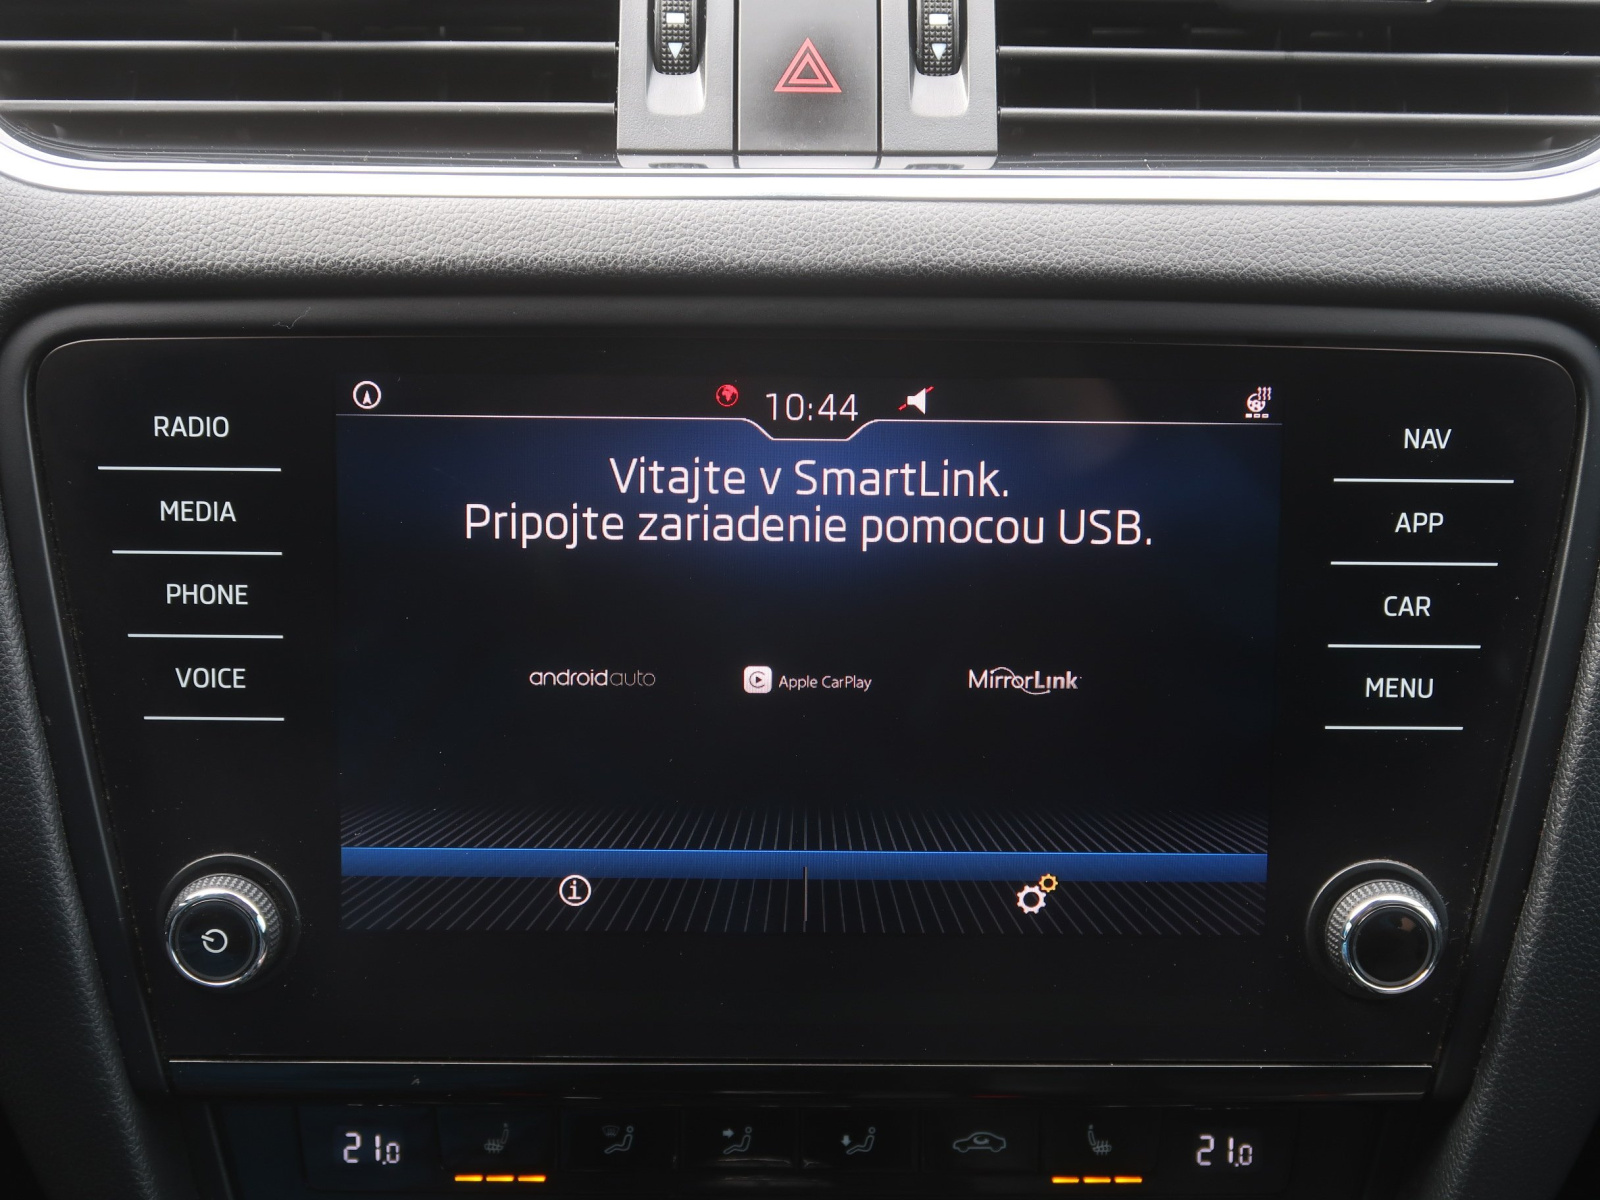 10:44
RADIO
MEDIA
PHONE
VOICE
Vitajte v SmartLink.
Pripojte zariadenie pomocou USB.
androidauto
Apple CarPlay
MirrorLink
NAV
APP
CAR
MENU
21.0
21.0